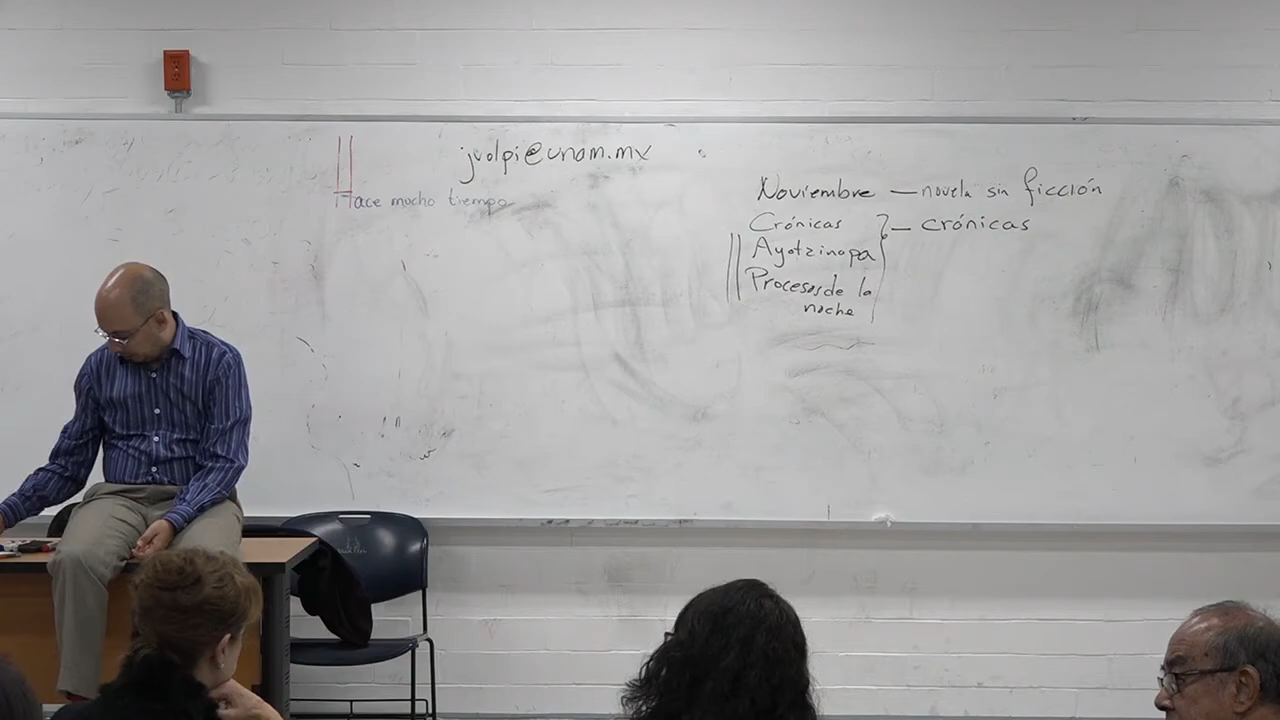 jvolpi@unam.mx
Hace mucho tiempo
Noviembre — novela sin ficción
Crónicas } — crónicas
Ayotzinapa
Procesos de la
noche